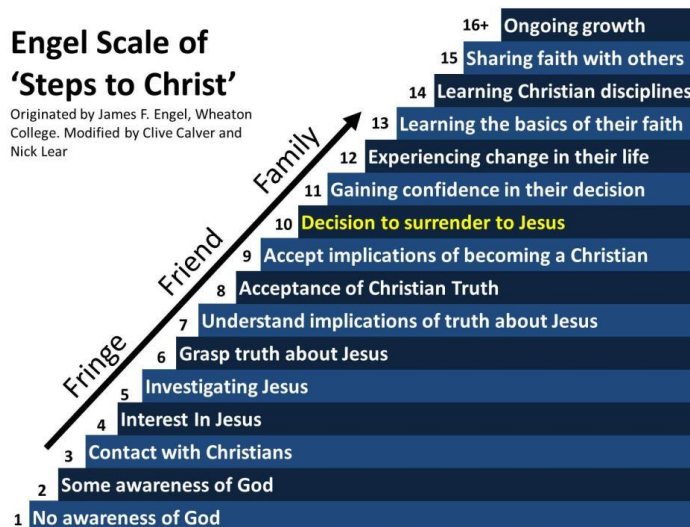 Engel Scale of
‘Steps to Christ’
Originated by James F. Engel, Wheaton
College. Modified by Clive Calver and
Nick Lear
Fringe Friend Family
16+ Ongoing growth
15 Sharing faith with others
14 Learning Christian disciplines
13 Learning the basics of their faith
12 Experiencing change in their life
11 Gaining confidence in their decision
10 Decision to surrender to Jesus
9 Accept implications of becoming a Christian
8 Acceptance of Christian Truth
7 Understand implications of truth about Jesus
6 Grasp truth about Jesus
5 Investigating Jesus
4 Interest In Jesus
3 Contact with Christians
2 Some awareness of God
1 No awareness of God